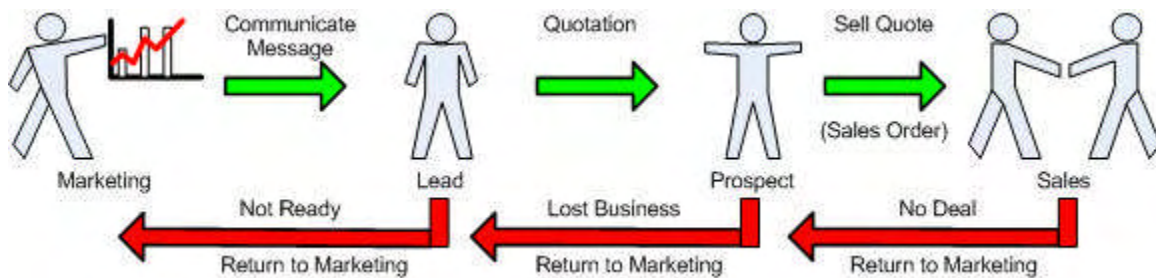 Communicate
Message
Quotation
Sell Quote
(Sales Order)
Marketing
Lead
Prospect
Sales
Not Ready
Lost Business
No Deal
Return to Marketing
Return to Marketing
Return to Marketing